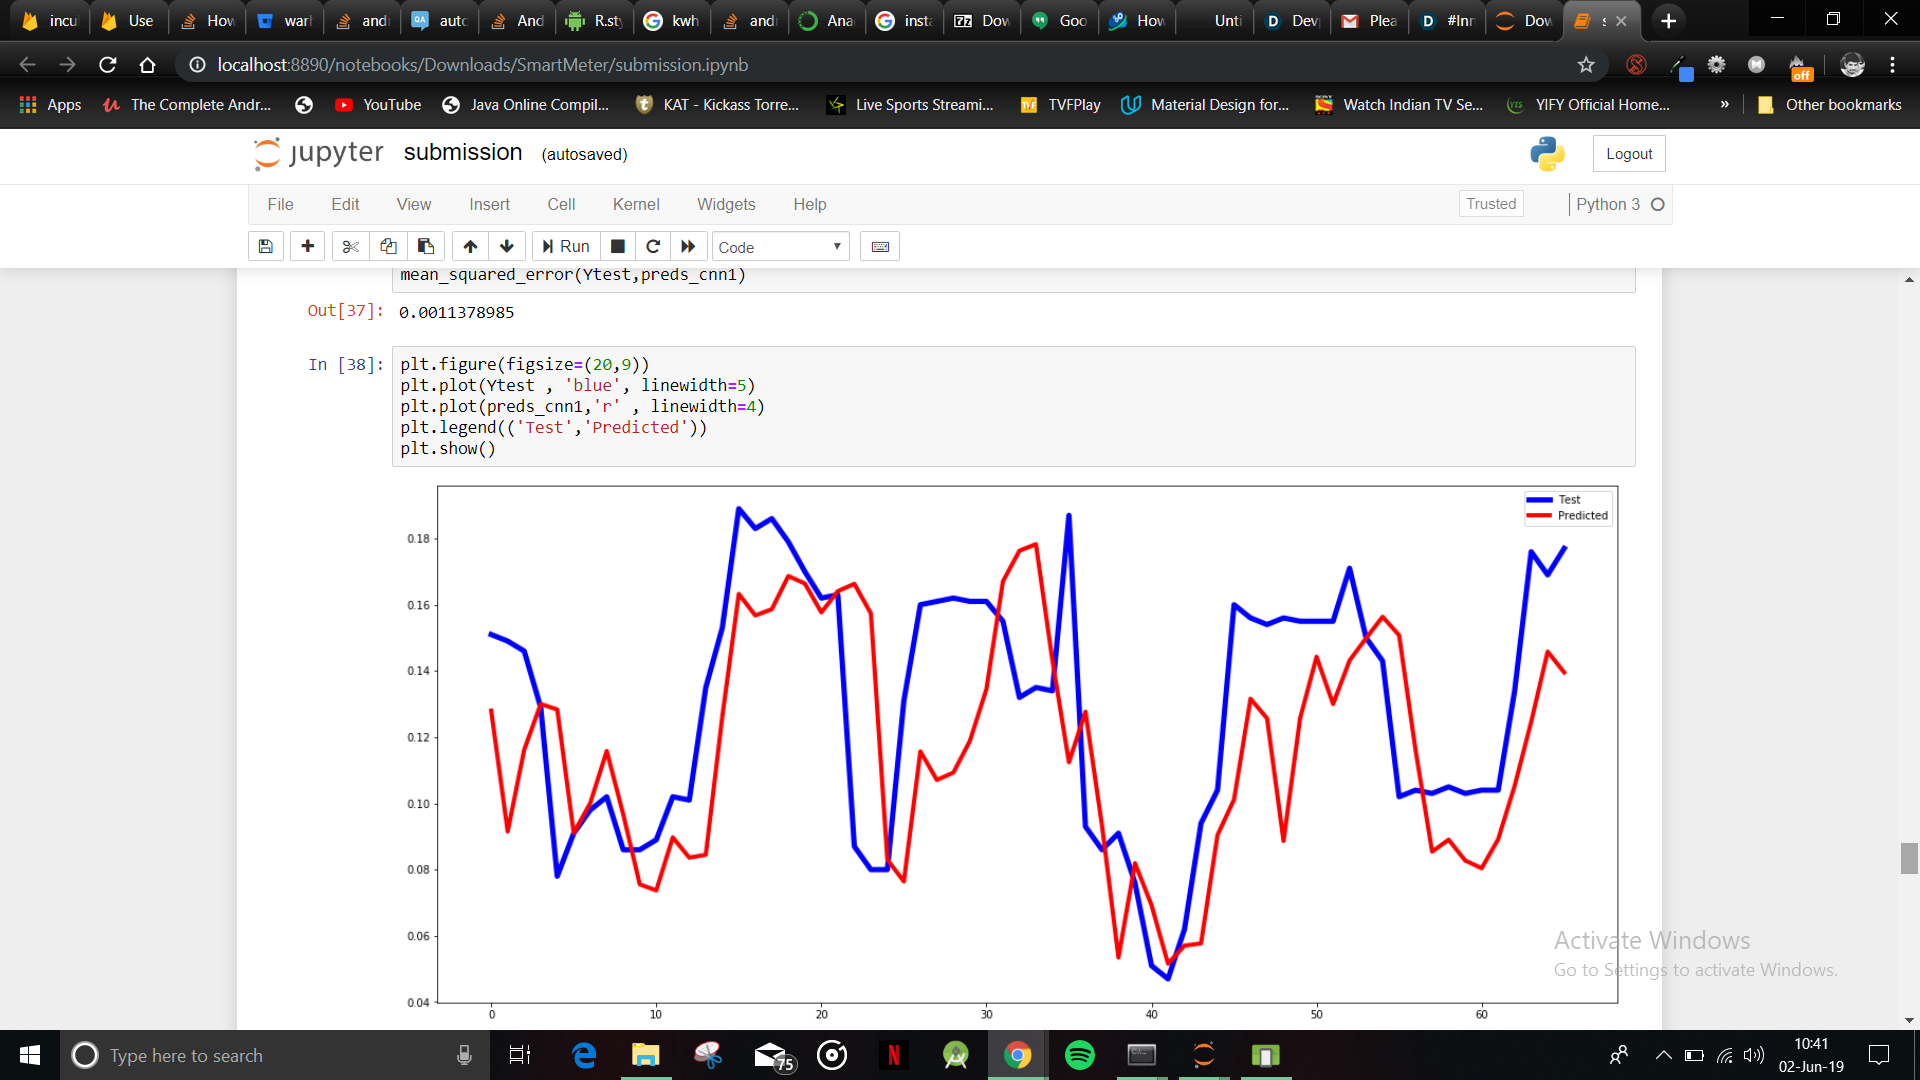 incu
Use
How
warl
andr
auto
And
R.sty
kwh
andr
Ana
insta
Dow
Goo
How
Unti
Dev
Plea
#Inn
Dow
s
localhost:8890/notebooks/Downloads/SmartMeter/submission.ipynb
off
Apps
The Complete Andr...
YouTube
Java Online Compil...
KAT - Kickass Torre...
Live Sports Streami...
TVFPlay
Material Design for...
Watch Indian TV Se...
YIFY Official Home...
»
Other bookmarks
jupyter submission (autosaved)
Logout
File Edit View Insert Cell Kernel Widgets Help
Trusted
Python 3
Run
Code
mean_squared_error(Ytest,preds_cnn1)
Out[37]: 0.0011378985
In [38]: plt.figure(figsize=(20,9))
plt.plot(Ytest , 'blue', linewidth=5)
plt.plot(preds_cnn1,'r' , linewidth=4)
plt.legend(('Test','Predicted'))
plt.show()
Test
Predicted
0.18
0.16
0.14
0.12
0.10
0.08
0.06
0.04
0 10 20 30 40 50 60
Activate Windows
Go to Settings to activate Windows.
Type here to search
75
10:41
02-Jun-19